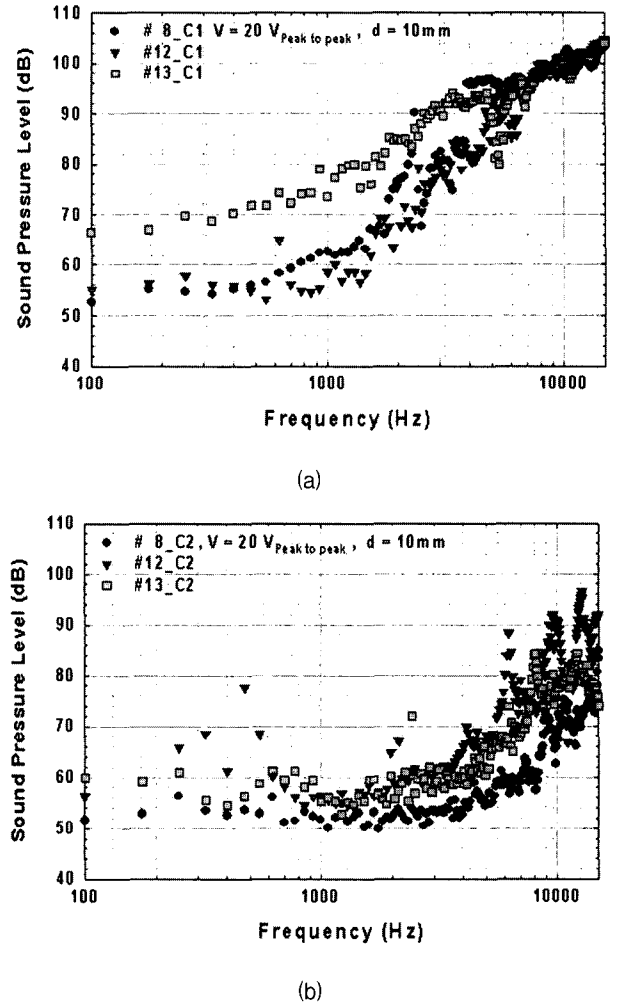 110
# 8_C1 V = 20 V Peak to peak , d = 10mm
#12_C1
#13_C1
100
90
80
70
60
50
40
Sound Pressure Level (dB)
100 1000 10000
Frequency (Hz)
(a)
110
# 8_C2 , V = 20 V Peak to peak , d = 10mm
#12_C2
#13_C2
100
90
80
70
60
50
40
Sound Pressure Level (dB)
100 1000 10000
Frequency (Hz)
(b)